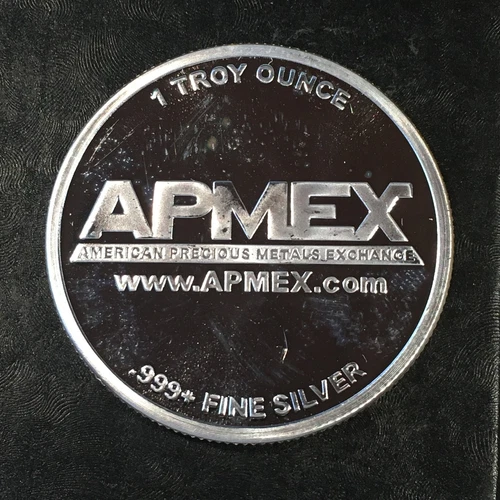 1 TROY OUNCE
APMEX
AMERICAN PRECIOUS METALS EXCHANGE
www.APMEX.com
.999+ FINE SILVER